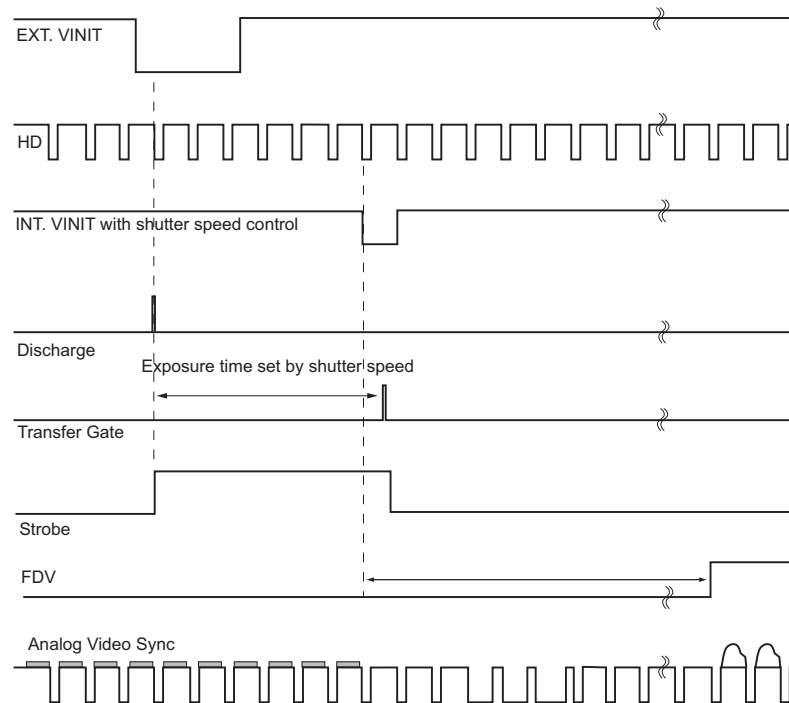 EXT. VINIT
HD
INT. VINIT with shutter speed control
Discharge
Exposure time set by shutter speed
Transfer Gate
Strobe
FDV
Analog Video Sync